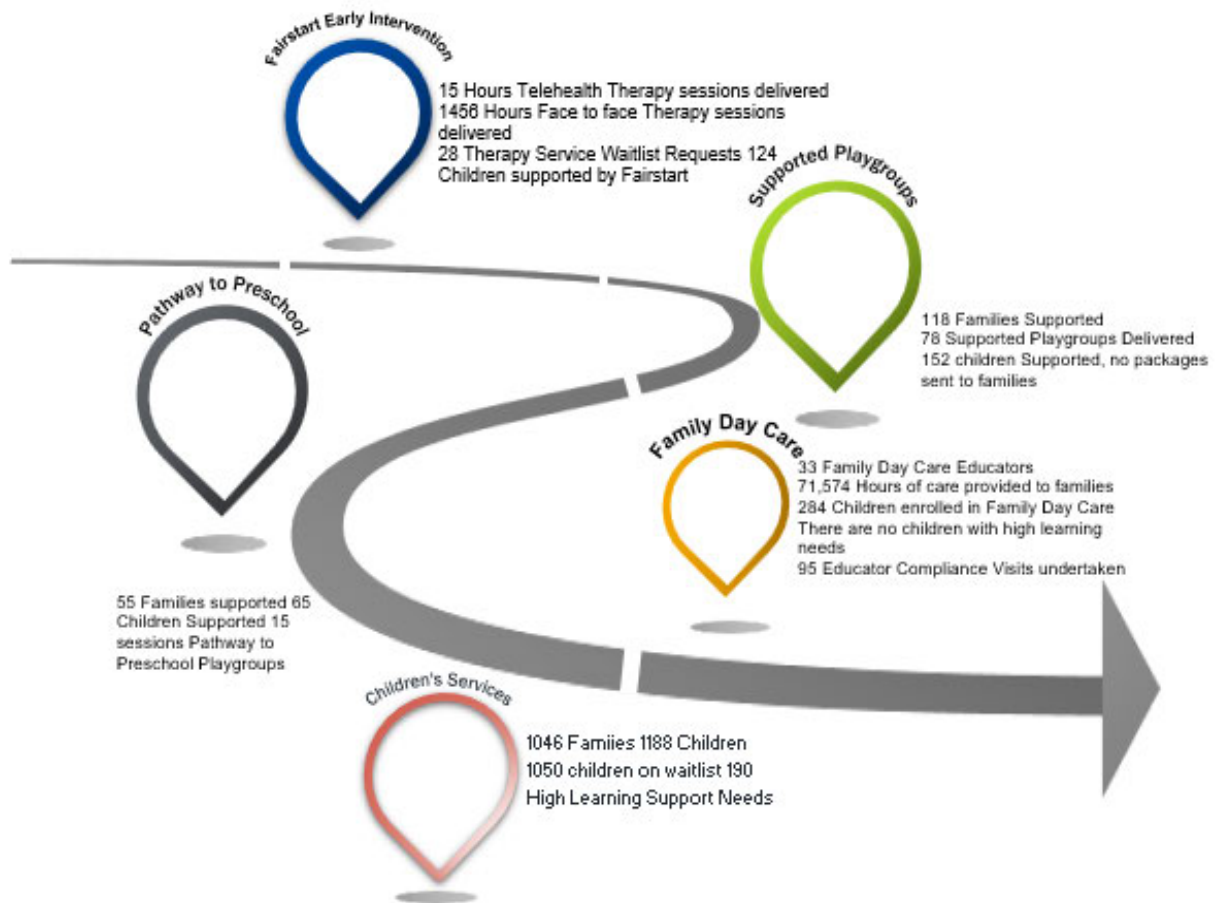 Fairstart Early Intervention
15 Hours Telehealth Therapy sessions delivered
1456 Hours Face to face Therapy sessions
delivered
28 Therapy Service Waitlist Requests 124
Children supported by Fairstart
Supported Playgroups
118 Families Supported
78 Supported Playgroups Delivered
152 children Supported, no packages
sent to families
Pathway to Preschool
55 Families supported 65
Children Supported 15
sessions Pathway to
Preschool Playgroups
Family Day Care
33 Family Day Care Educators
71,574 Hours of care provided to families
284 Children enrolled in Family Day Care
There are no children with high learning
needs
95 Educator Compliance Visits undertaken
Children's Services
1046 Famiies 1188 Children
1050 children on waitlist 190
High Learning Support Needs